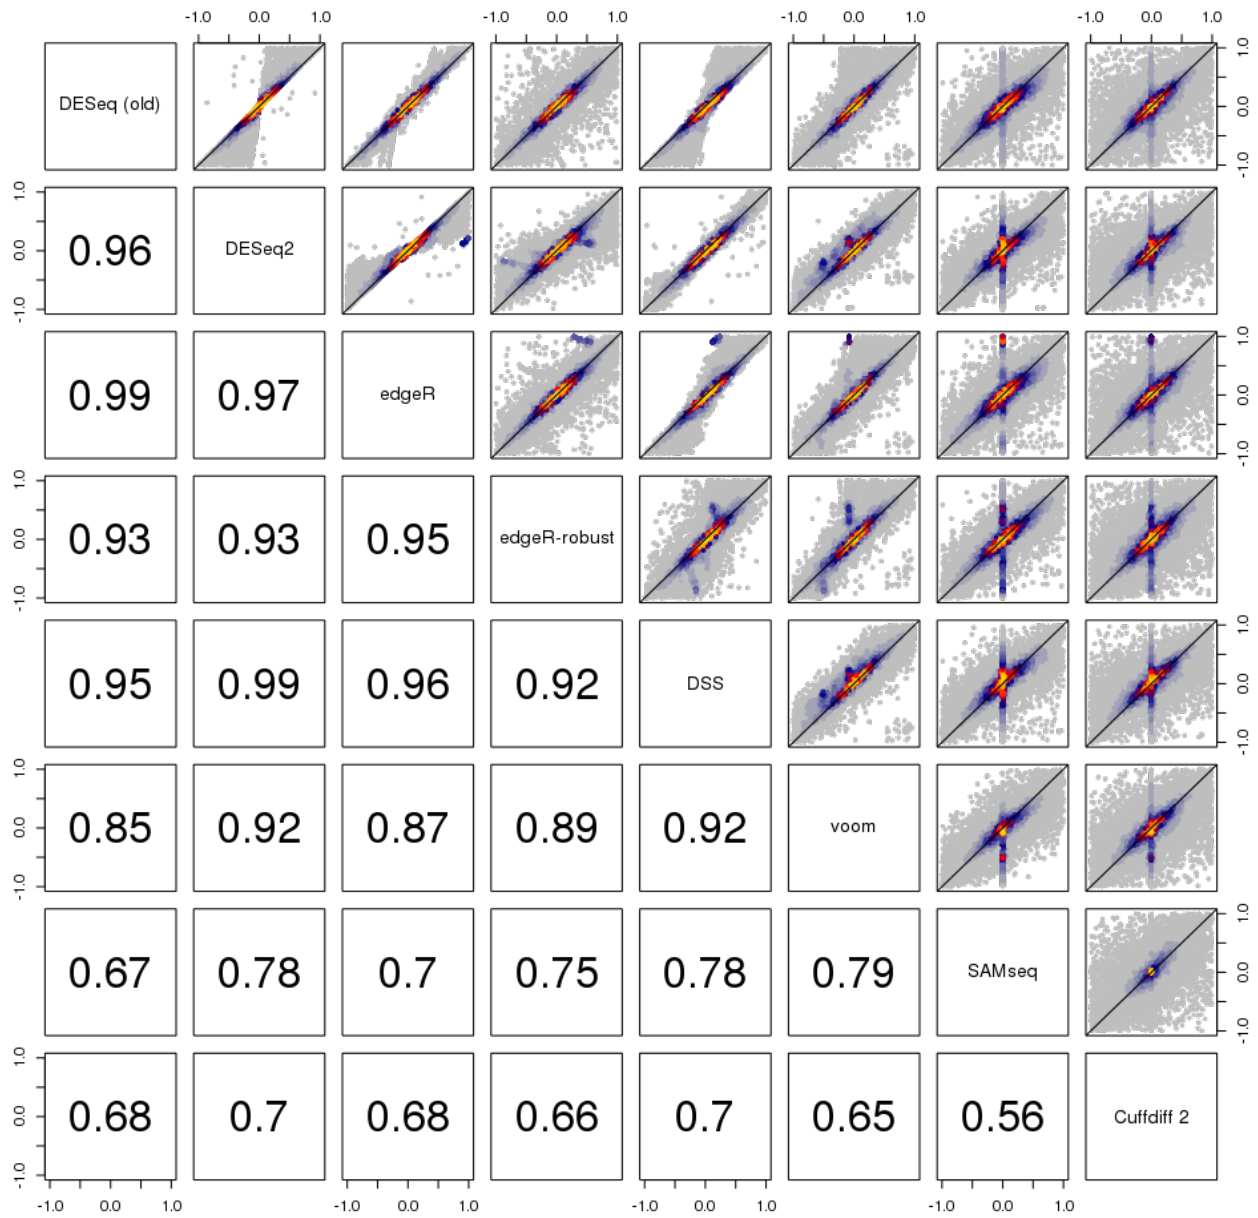 -1.0 0.0 1.0 -1.0 0.0 1.0 -1.0 0.0 1.0 -1.0 0.0 1.0
DESeq (old) -1.0 0.0 1.0
-1.0 0.0 1.0 0.96 DESeq2
0.99 0.97 edgeR -1.0 0.0 1.0
-1.0 0.0 1.0 0.93 0.93 0.95 edgeR-robust
0.95 0.99 0.96 0.92 DSS -1.0 0.0 1.0
-1.0 0.0 1.0 0.85 0.92 0.87 0.89 0.92 voom
0.67 0.78 0.7 0.75 0.78 0.79 SAMseq -1.0 0.0 1.0
-1.0 0.0 1.0 0.68 0.7 0.68 0.66 0.7 0.65 0.56 Cuffdiff 2
-1.0 0.0 1.0 -1.0 0.0 1.0 -1.0 0.0 1.0 -1.0 0.0 1.0